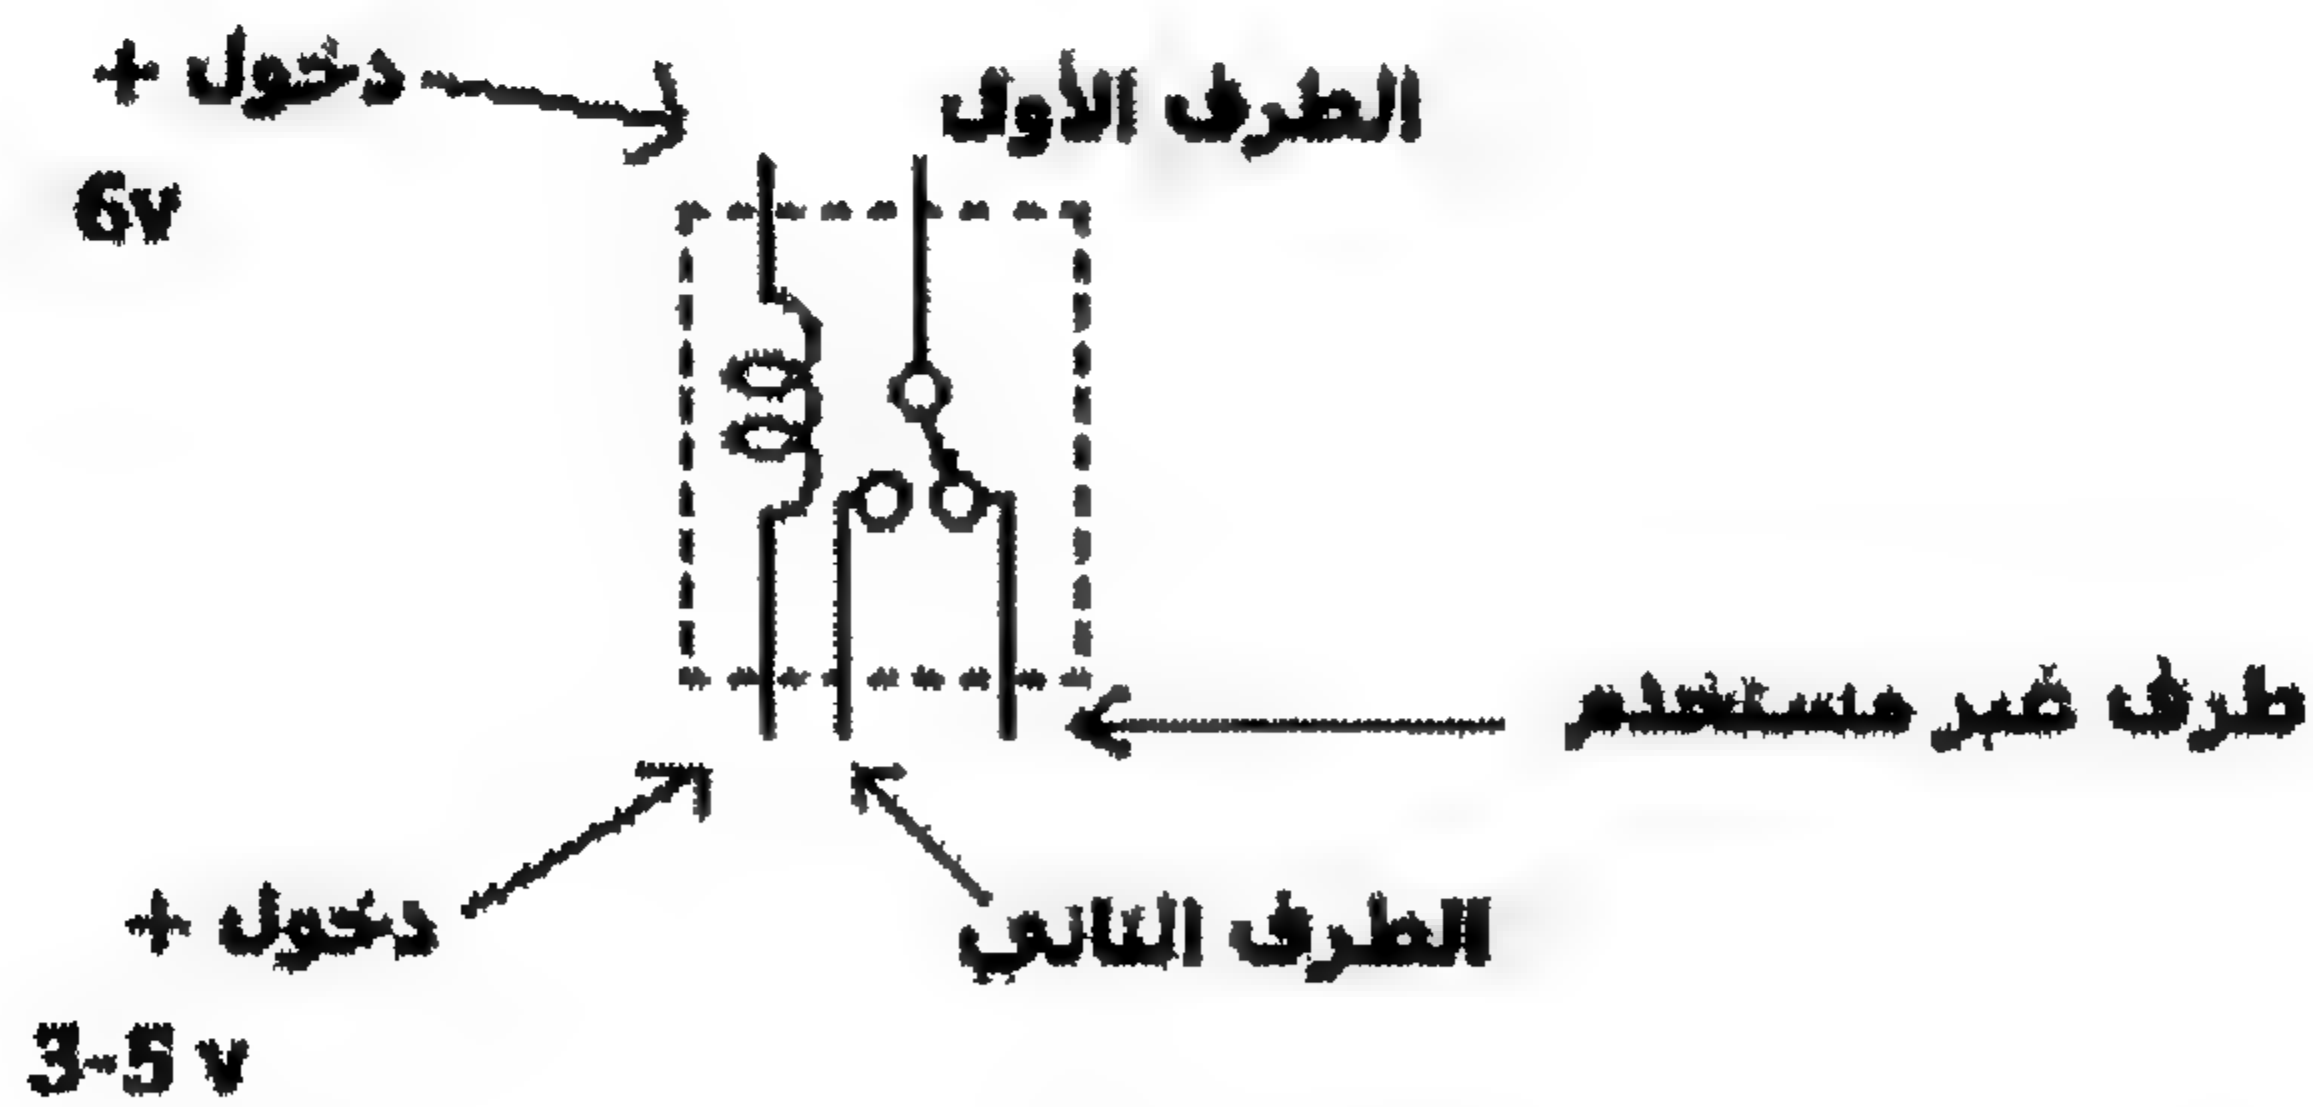 دخول +
6v
الطرف الأول
طرف غير مستخدم
دخول +
3-5 v
الطرف الثاني